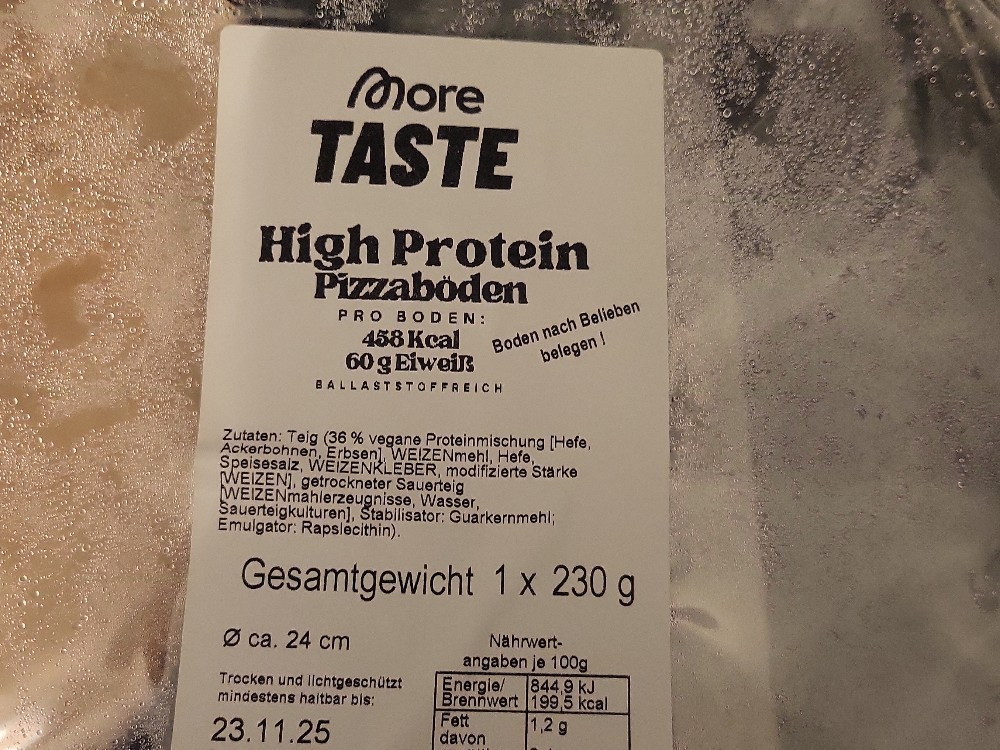 More
TASTE
High Protein
Pizzaböden
PRO BODEN:
458 Kcal
60 g Eiweiß
BALLASTSTOFFREICH
Boden nach Belieben
belegen !
Zutaten: Teig (36 % vegane Proteinmischung [Hefe,
Ackerbohnen, Erbsen], WEIZENmehl, Hefe,
Speisesalz, WEIZENKLEBER, modifizierte Stärke
[WEIZEN], getrockneter Sauerteig
[WEIZENmahlerzeugnisse, Wasser,
Sauerteigkulturen], Stabilisator: Guarkernmehl;
Emulgator: Rapslecithin).
Gesamtgewicht 1 x 230 g
Ø ca. 24 cm
Trocken und lichtgeschützt
mindestens haltbar bis:
23.11.25
Nährwert-
angaben je 100g
Energie/ 844,9 kJ
Brennwert 199,5 kcal
Fett 1,2 g
davon